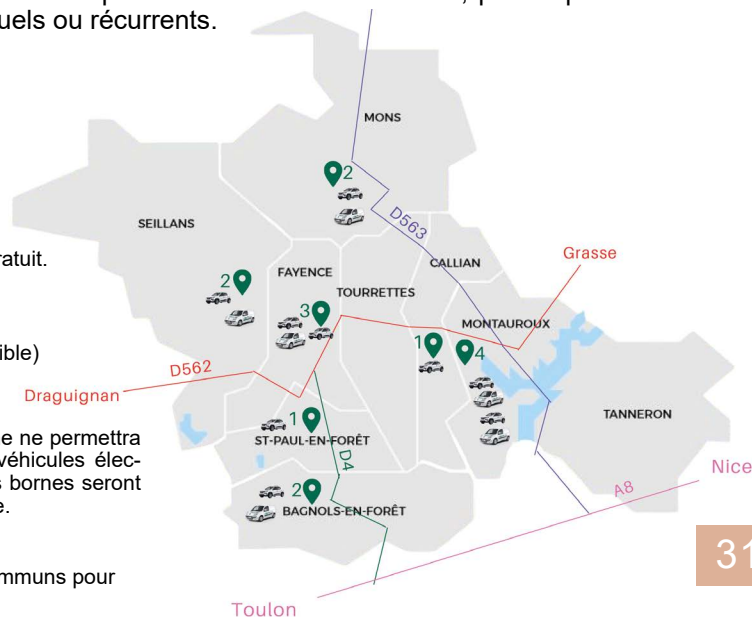 uels ou récurrents.
MONS
2
D563
SEILLANS
CALLIAN
Grasse
ratuit.
FAYENCE
TOURRETTES
2
3
MONTAUROUX
1
4
ible)
D562
Draguignan
TANNERON
1
ST-PAUL-EN-FORÊT
e ne permettra
véhicules élec-
s bornes seront
e.
D4
Nice
A8
2
BAGNOLS-EN-FORÊT
31
mmuns pour
Toulon